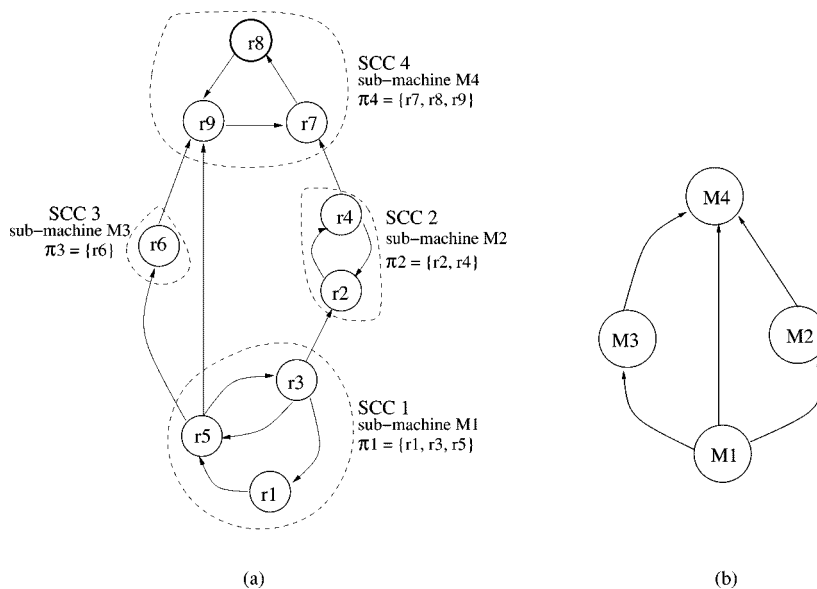 r8
SCC 4
sub-machine M4
π4 = {r7, r8, r9}
r9
r7
SCC 3
sub-machine M3
π3 = {r6}
r6
r4
SCC 2
sub-machine M2
π2 = {r2, r4}
r2
r3
SCC 1
sub-machine M1
π1 = {r1, r3, r5}
r5
r1
(a)
M4
M3
M2
M1
(b)